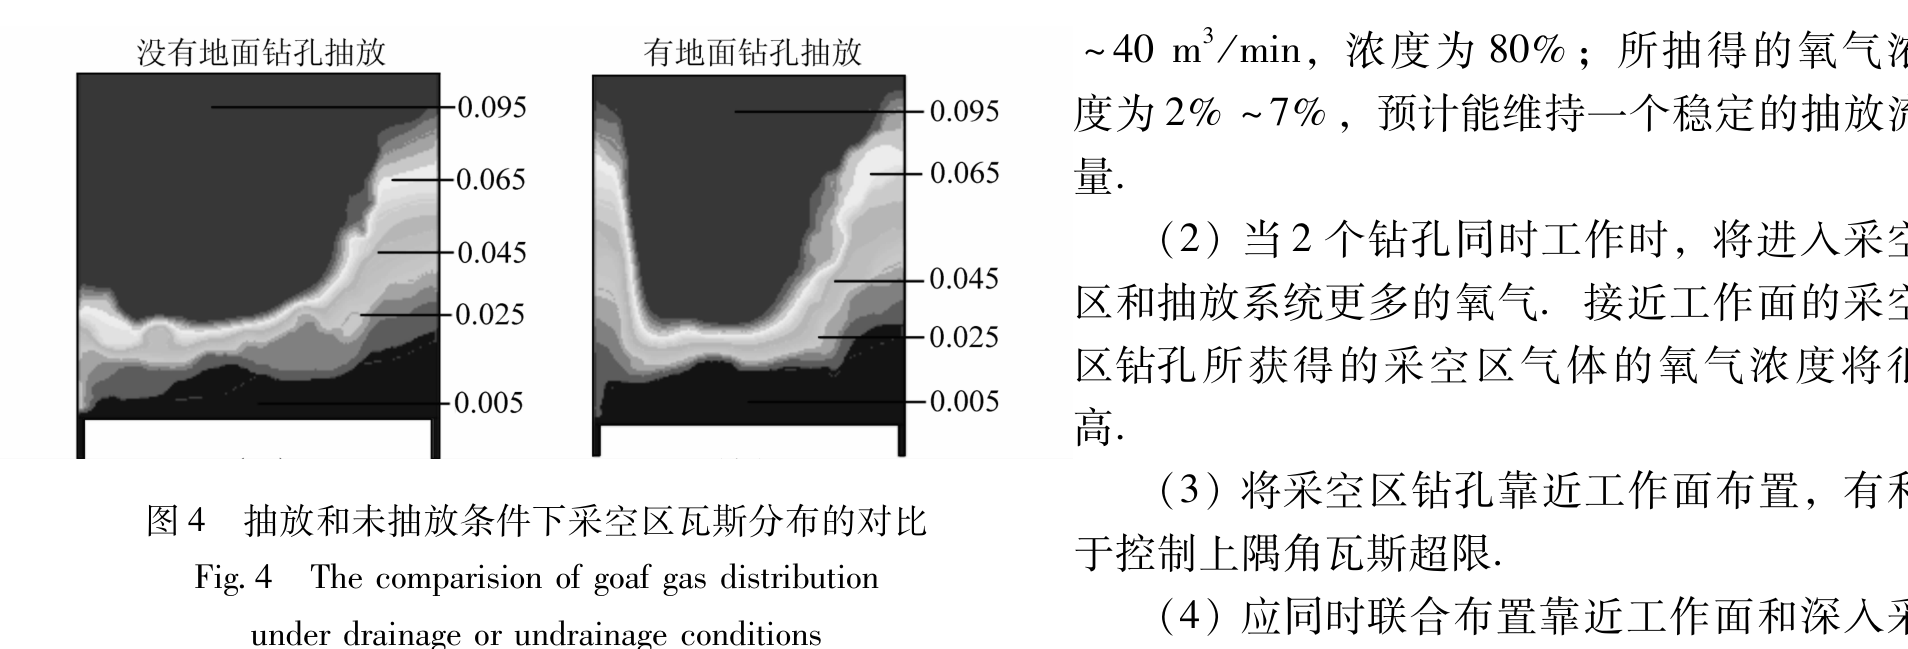 没有地面钻孔抽放
0.095
0.065
0.045
0.025
0.005
有地面钻孔抽放
0.095
0.065
0.045
0.025
0.005
图4 抽放和未抽放条件下采空区瓦斯分布的对比
Fig. 4 The comparision of goaf gas distribution
under drainage or undrainage conditions
~40 m³/min, 浓度为 80%; 所抽得的氧气浓
度为 2% ~7%, 预计能维持一个稳定的抽放流
量.
(2) 当 2 个钻孔同时工作时, 将进入采空
区和抽放系统更多的氧气. 接近工作面的采空
区钻孔所获得的采空区气体的氧气浓度将很
高.
(3) 将采空区钻孔靠近工作面布置, 有利
于控制上隅角瓦斯超限.
(4) 应同时联合布置靠近工作面和深入采